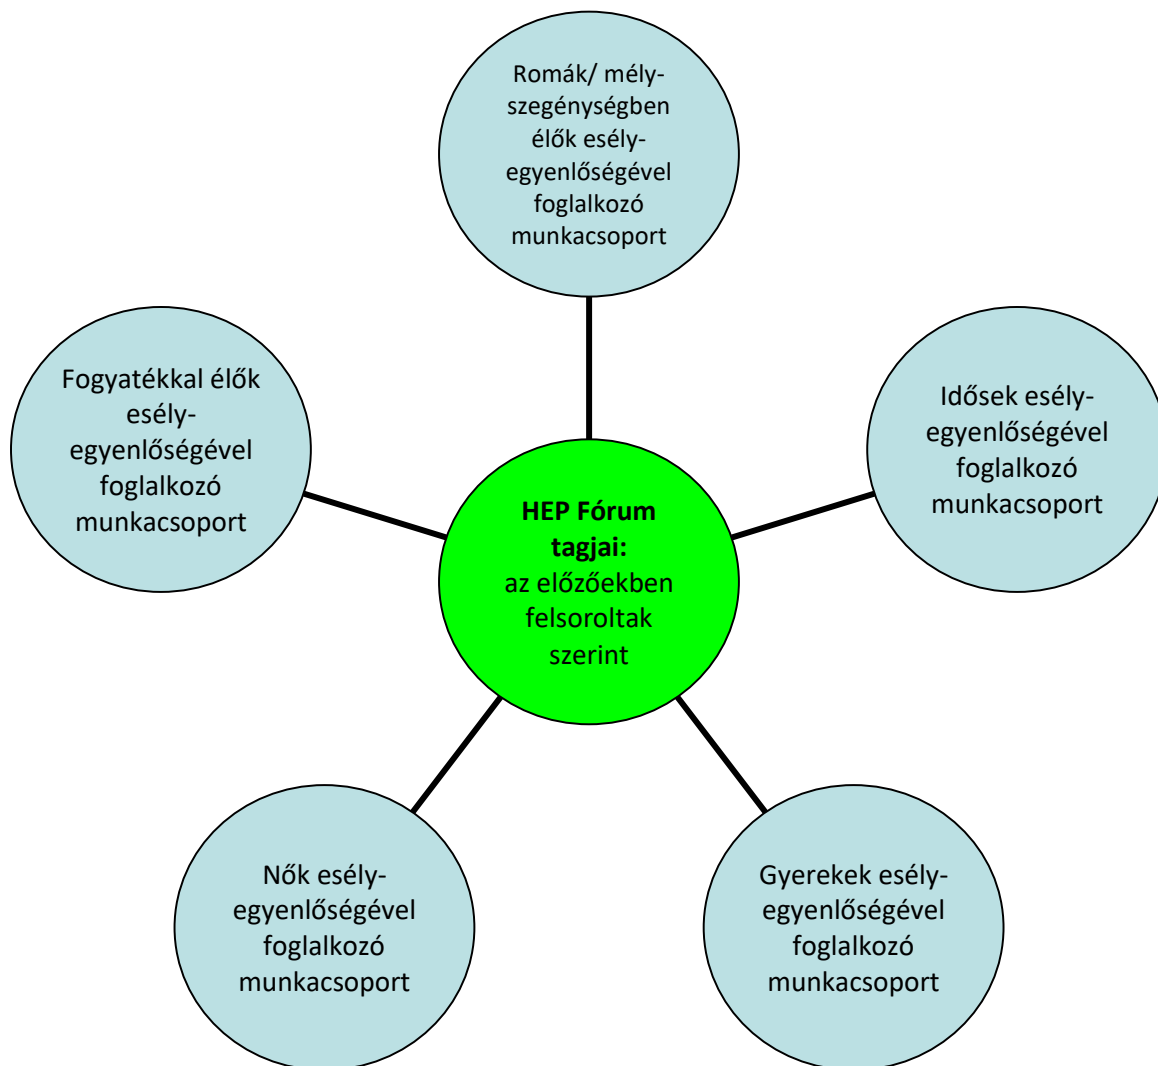 Romák/ mély-
szegénységben
élők esély-
egyenlőségével
foglalkozó
munkacsoport
Fogyatékkal élők
esély-
egyenlőségével
foglalkozó
munkacsoport
Idősek esély-
egyenlőségével
foglalkozó
munkacsoport
HEP Fórum
tagjai:
az előzőekben
felsoroltak
szerint
Nők esély-
egyenlőségével
foglalkozó
munkacsoport
Gyerekek esély-
egyenlőségével
foglalkozó
munkacsoport